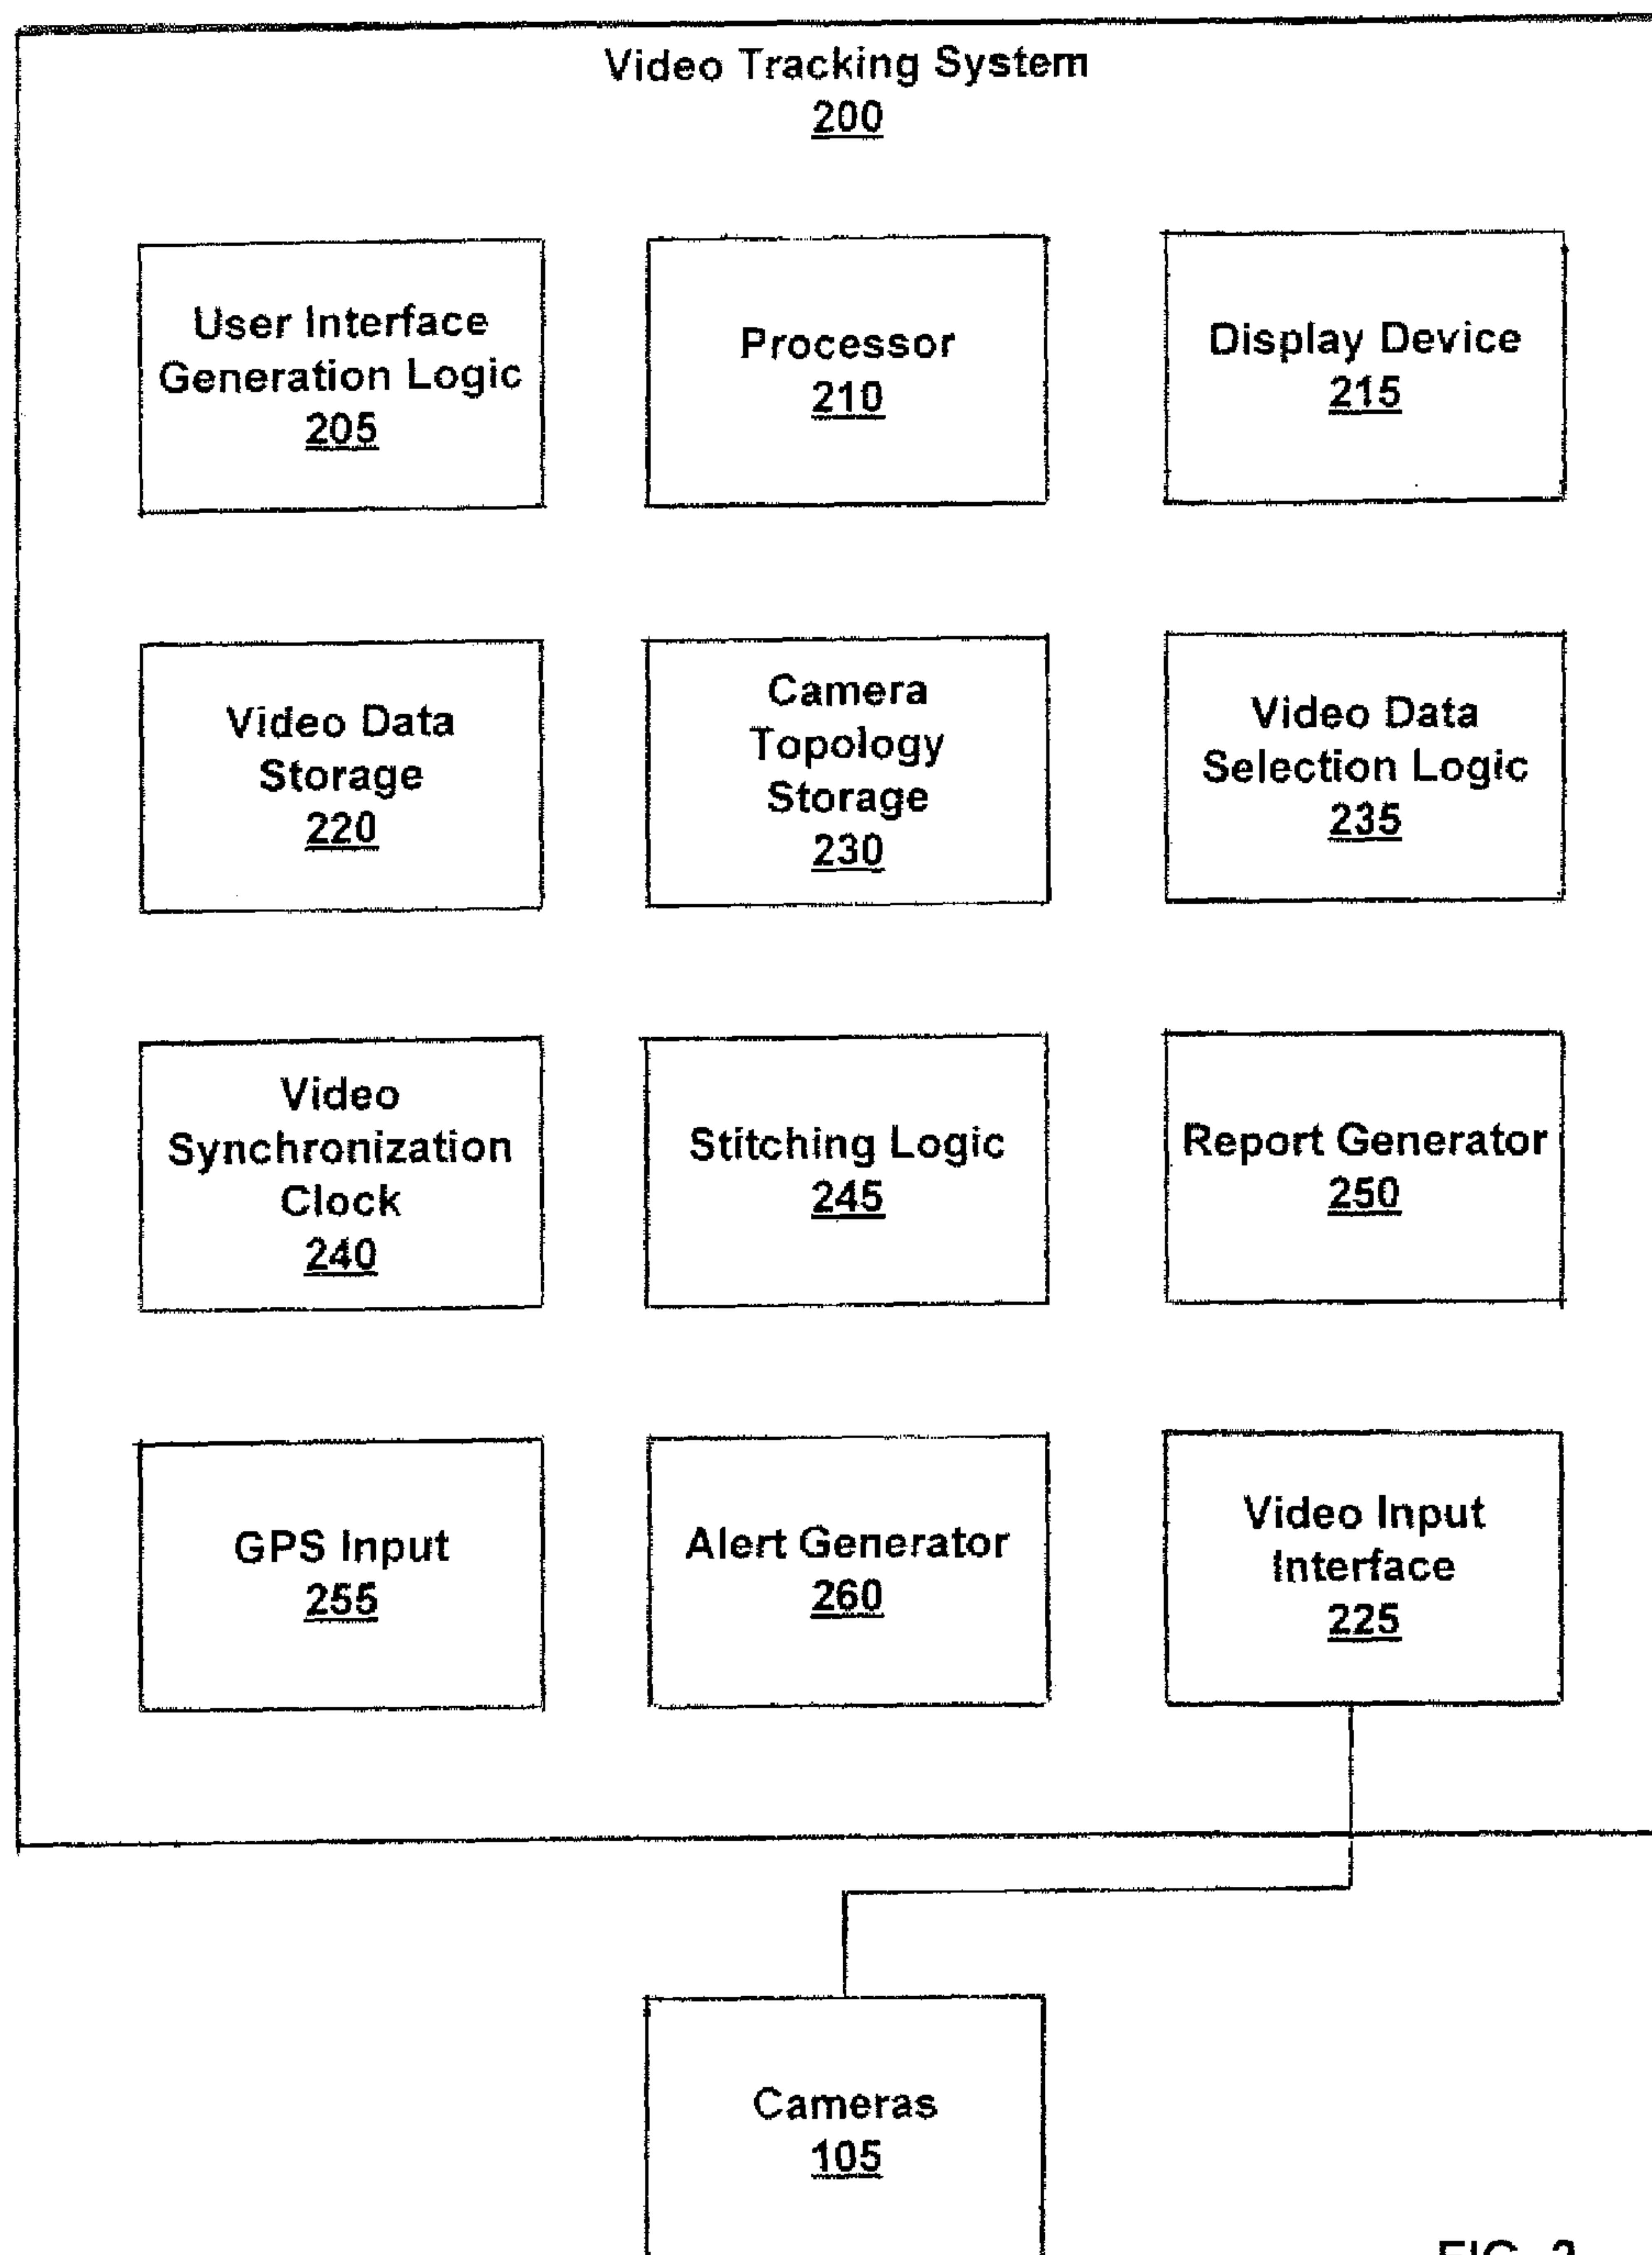 Video Tracking System
200
User Interface
Generation Logic
205
Processor
210
Display Device
215
Video Data
Storage
220
Camera
Topology
Storage
230
Video Data
Selection Logic
235
Video
Synchronization
Clock
240
Stitching Logic
245
Report Generator
250
GPS Input
255
Alert Generator
260
Video Input
Interface
225
Cameras
105
FIG.